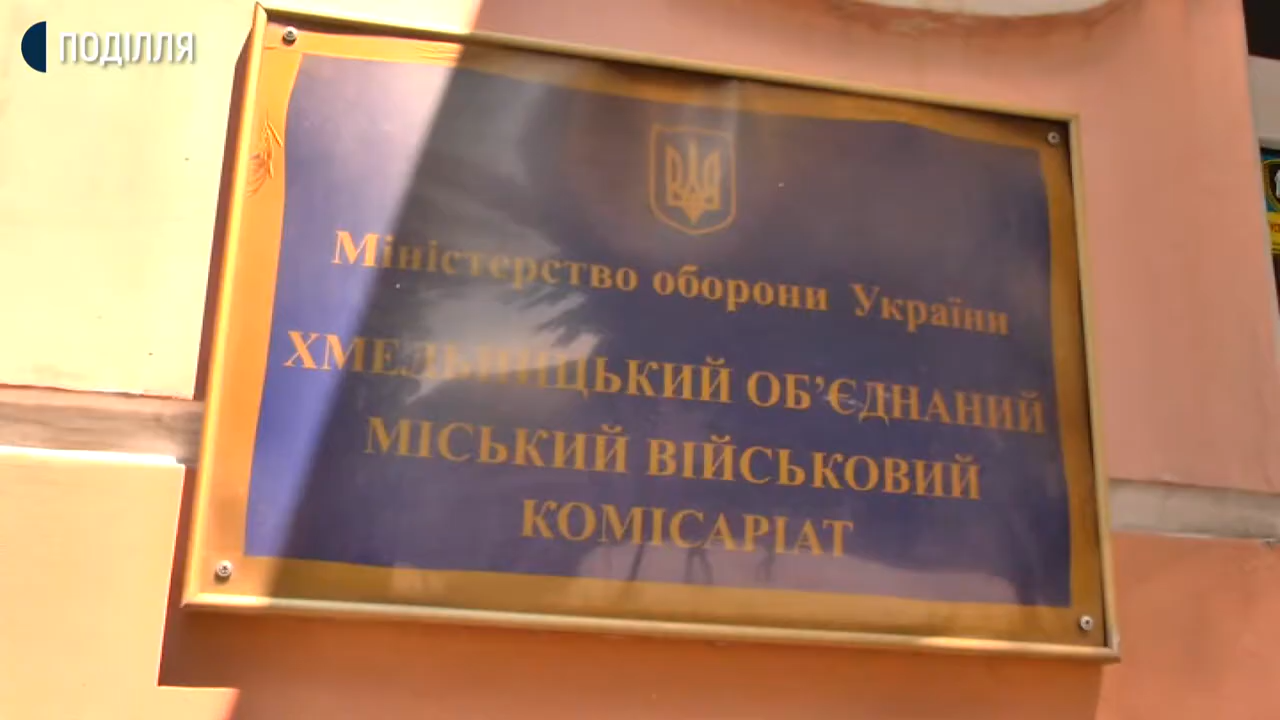 ПОДІЛЛЯ
Міністерство оборони України
ХМЕЛЬНИЦЬКИЙ ОБ’ЄДНАНИЙ
МІСЬКИЙ ВІЙСЬКОВИЙ
КОМІСАРІАТ